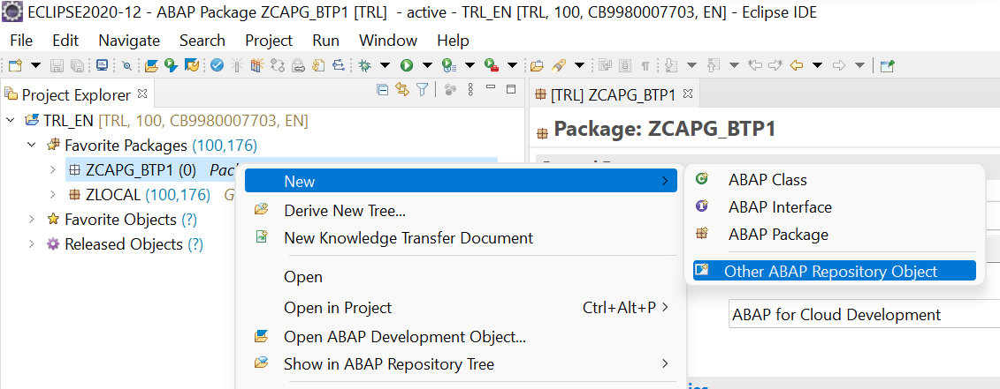 ECLIPSE2020-12 - ABAP Package ZCAPG_BTP1 [TRL]  - active - TRL_EN [TRL, 100, CB9980007703, EN] - Eclipse IDE
File Edit Navigate Search Project Run Window Help
Project Explorer
[TRL] ZCAPG_BTP1
TRL_EN [TRL, 100, CB9980007703, EN]
Package: ZCAPG_BTP1
Favorite Packages (100,176)
ZCAPG_BTP1 (0)
ZLOCAL (100,176) G
Favorite Objects (?)
Released Objects (?)
New
Derive New Tree...
New Knowledge Transfer Document
Open
Open in Project Ctrl+Alt+P
Open ABAP Development Object...
Show in ABAP Repository Tree
ABAP Class
ABAP Interface
ABAP Package
Other ABAP Repository Object
ABAP for Cloud Development